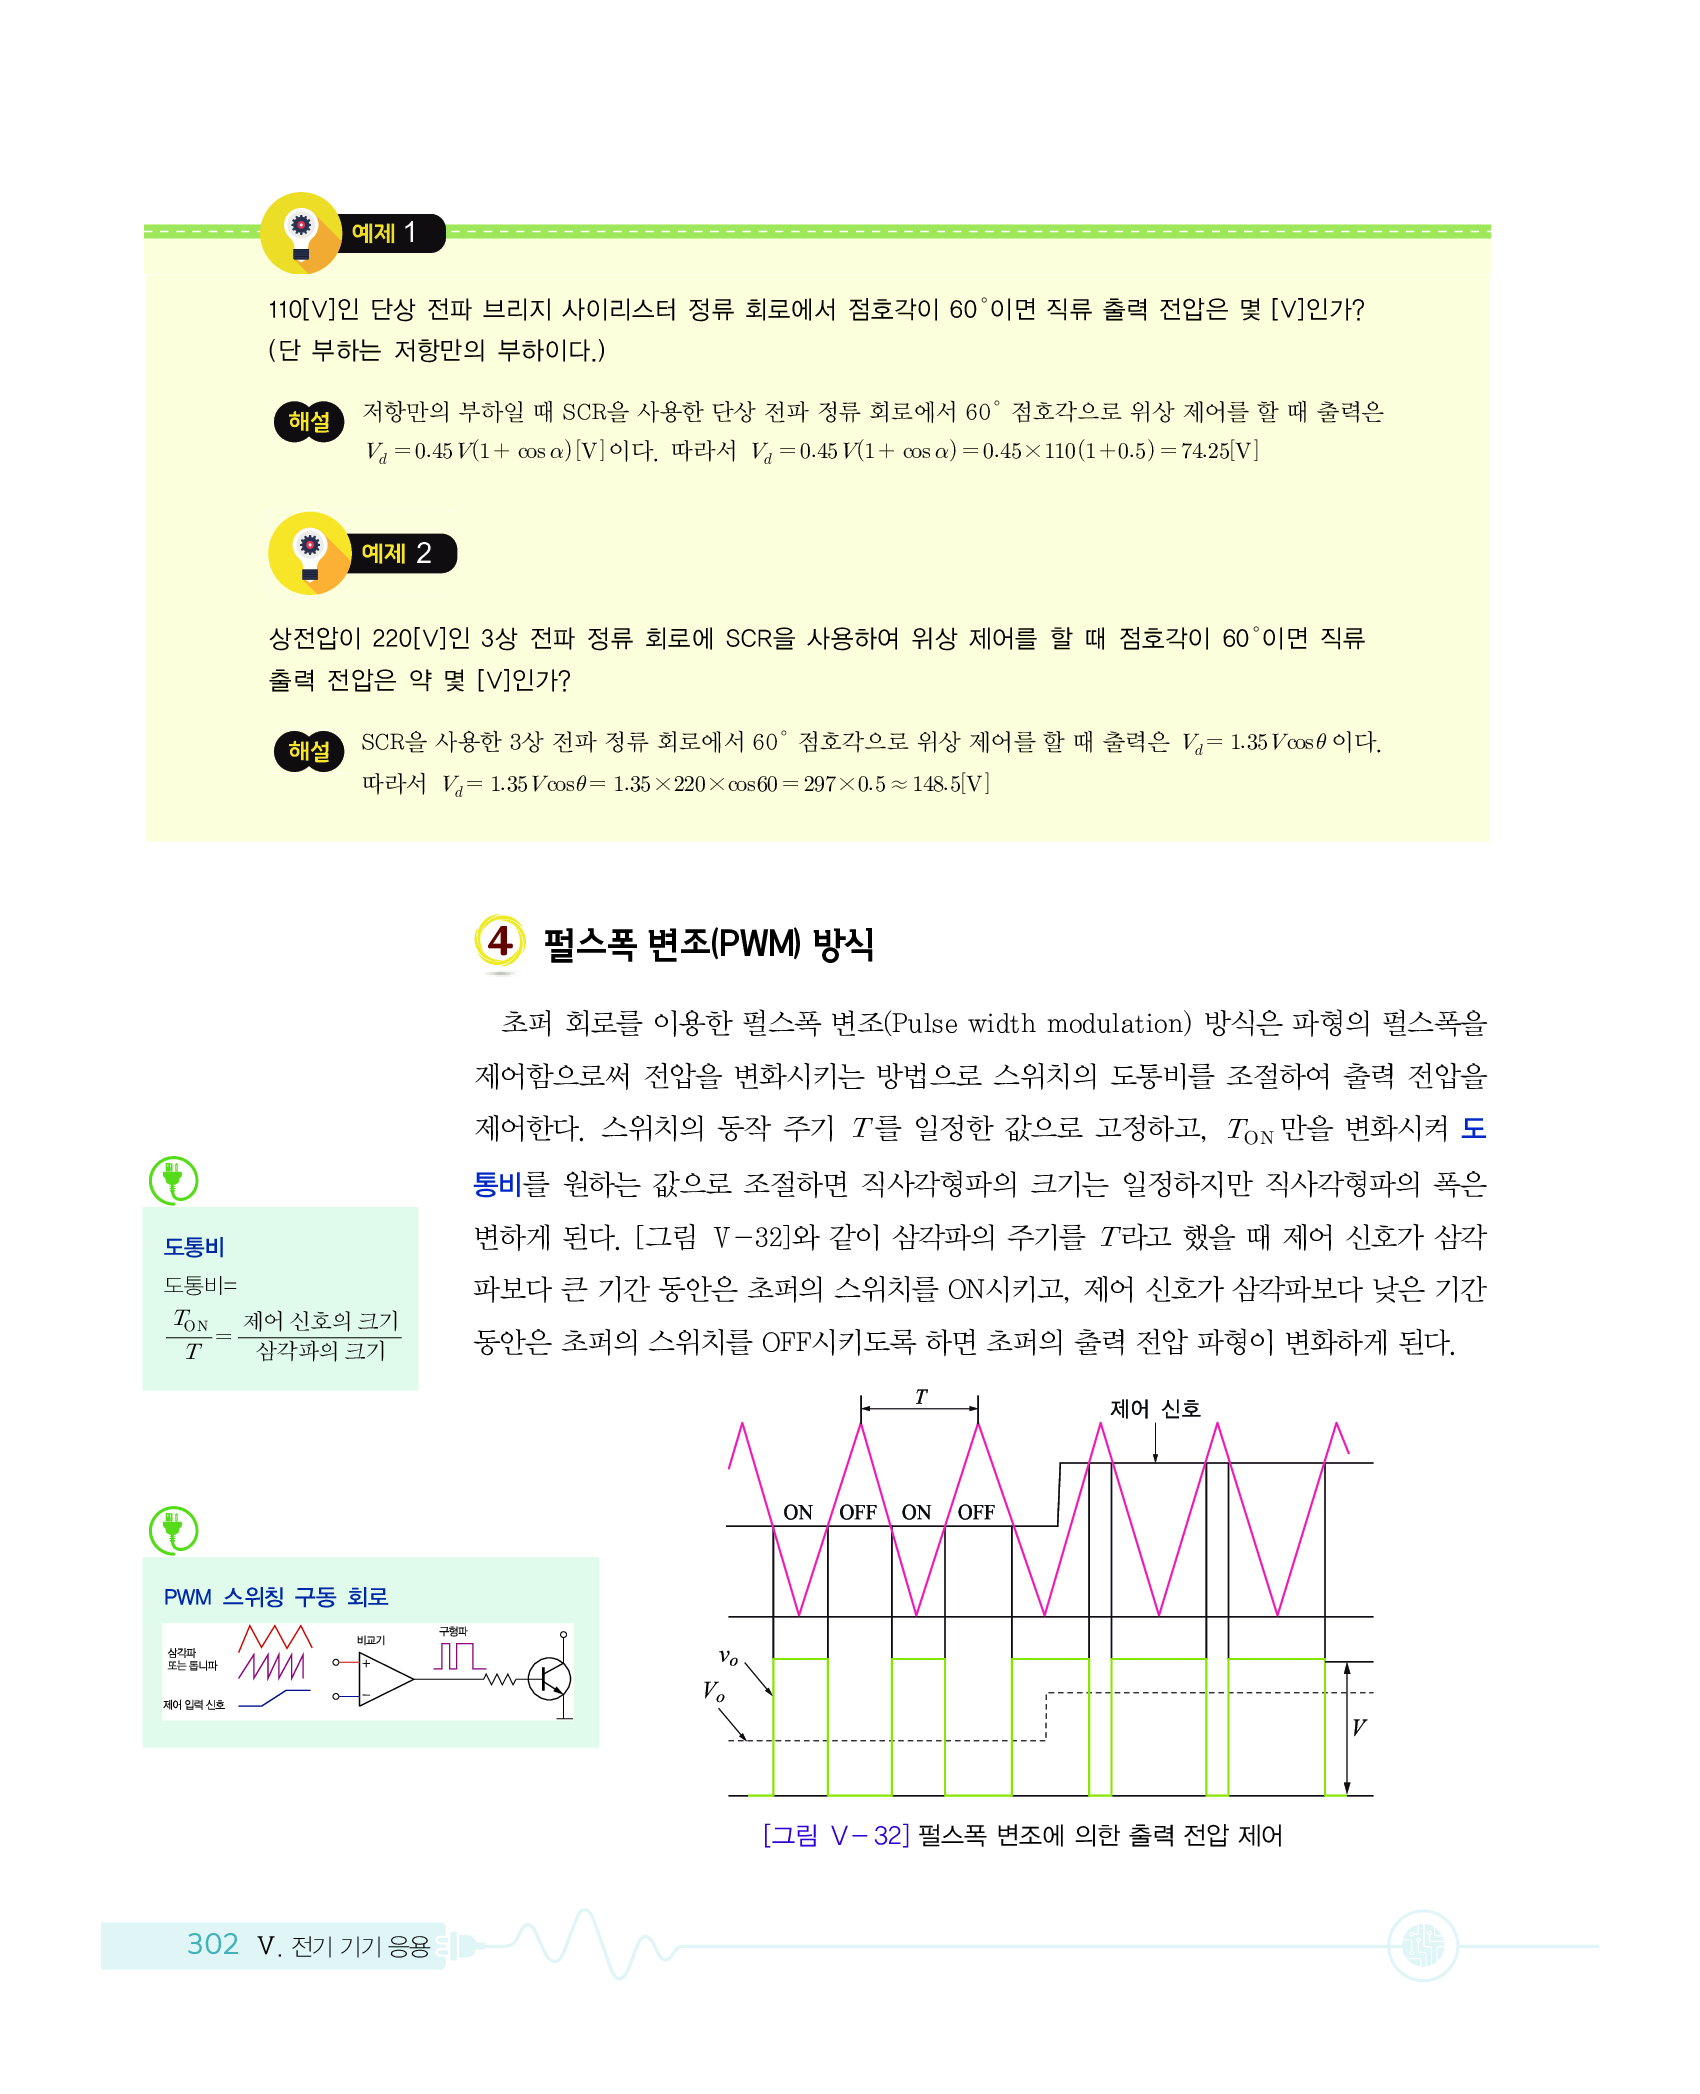 예제 1
110[V]인 단상 전파 브리지 사이리스터 정류 회로에서 점호각이 60˚이면 직류 출력 전압은 몇 [V]인가?
(단 부하는 저항만의 부하이다.)
해설
저항만의 부하일 때 SCR을 사용한 단상 전파 정류 회로에서 60˚ 점호각으로 위상 제어를 할 때 출력은
V_d = 0.45 V(1+ cos α)[V]이다. 따라서 V_d = 0.45 V(1+ cos α) = 0.45×110(1+0.5) = 74.25[V]
예제 2
상전압이 220[V]인 3상 전파 정류 회로에 SCR을 사용하여 위상 제어를 할 때 점호각이 60˚이면 직류
출력 전압은 약 몇 [V]인가?
해설
SCR을 사용한 3상 전파 정류 회로에서 60˚ 점호각으로 위상 제어를 할 때 출력은 V_d = 1.35 Vcosθ 이다.
따라서 V_d = 1.35 Vcosθ = 1.35×220×cos60 = 297×0.5 ≈ 148.5[V]
4 펄스폭 변조(PWM) 방식
초퍼 회로를 이용한 펄스폭 변조(Pulse width modulation) 방식은 파형의 펄스폭을
제어함으로써 전압을 변화시키는 방법으로 스위치의 도통비를 조절하여 출력 전압을
제어한다. 스위치의 동작 주기 T를 일정한 값으로 고정하고, T_ON 만을 변화시켜 도
통비를 원하는 값으로 조절하면 직사각형파의 크기는 일정하지만 직사각형파의 폭은
변하게 된다. [그림 V-32]와 같이 삼각파의 주기를 T라고 했을 때 제어 신호가 삼각
파보다 큰 기간 동안은 초퍼의 스위치를 ON시키고, 제어 신호가 삼각파보다 낮은 기간
동안은 초퍼의 스위치를 OFF시키도록 하면 초퍼의 출력 전압 파형이 변화하게 된다.
도통비
도통비=
T_ON / T = 제어 신호의 크기 / 삼각파의 크기
PWM 스위칭 구동 회로
삼각파
또는 톱니파
제어 입력 신호
비교기
+
−
구형파
T
제어 신호
ON OFF ON OFF
v_o
V_o
V
[그림 V-32] 펄스폭 변조에 의한 출력 전압 제어
302 V. 전기 기기 응용